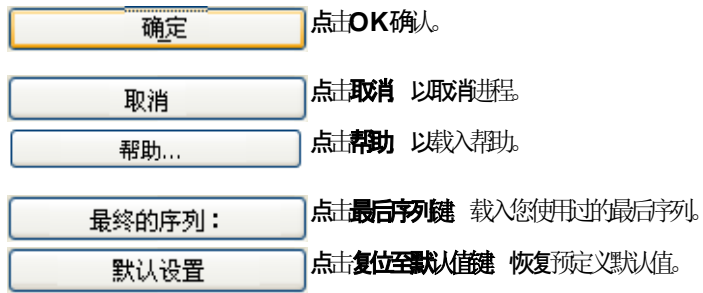 确定 点击OK确认。
取消 点击取消 以取消进程。
帮助... 点击帮助 以载入帮助。
最终的序列： 点击最后序列键 载入您使用过的最后序列。
默认设置 点击复位至默认值键 恢复预定义默认值。